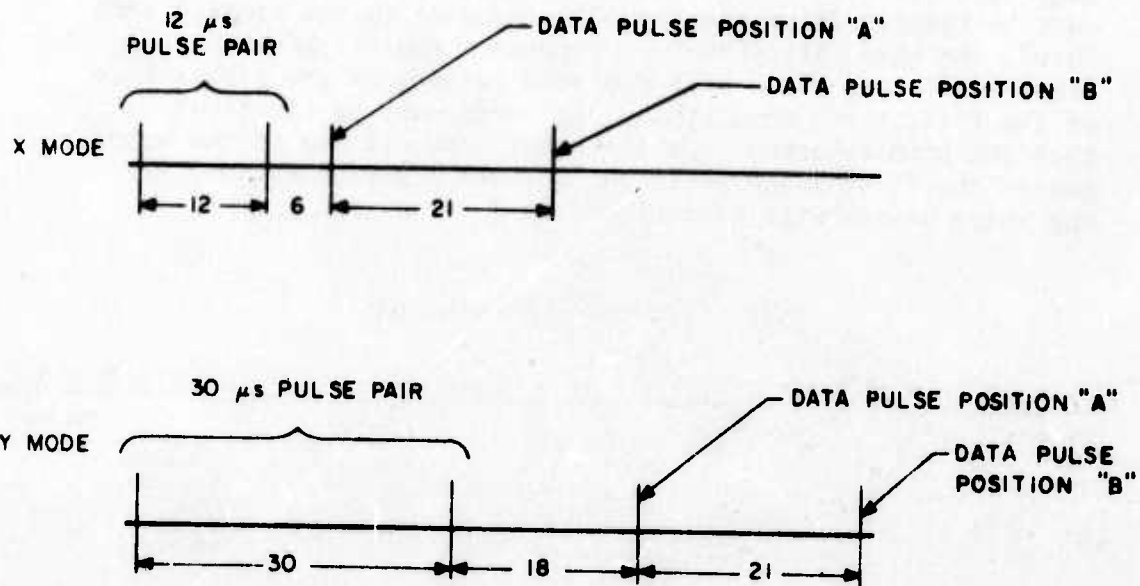 12 μs
PULSE PAIR
DATA PULSE POSITION "A"
DATA PULSE POSITION "B"
X MODE
12
6
21
30 μs PULSE PAIR
DATA PULSE POSITION "A"
Y MODE
DATA PULSE
POSITION "B"
30
18
21